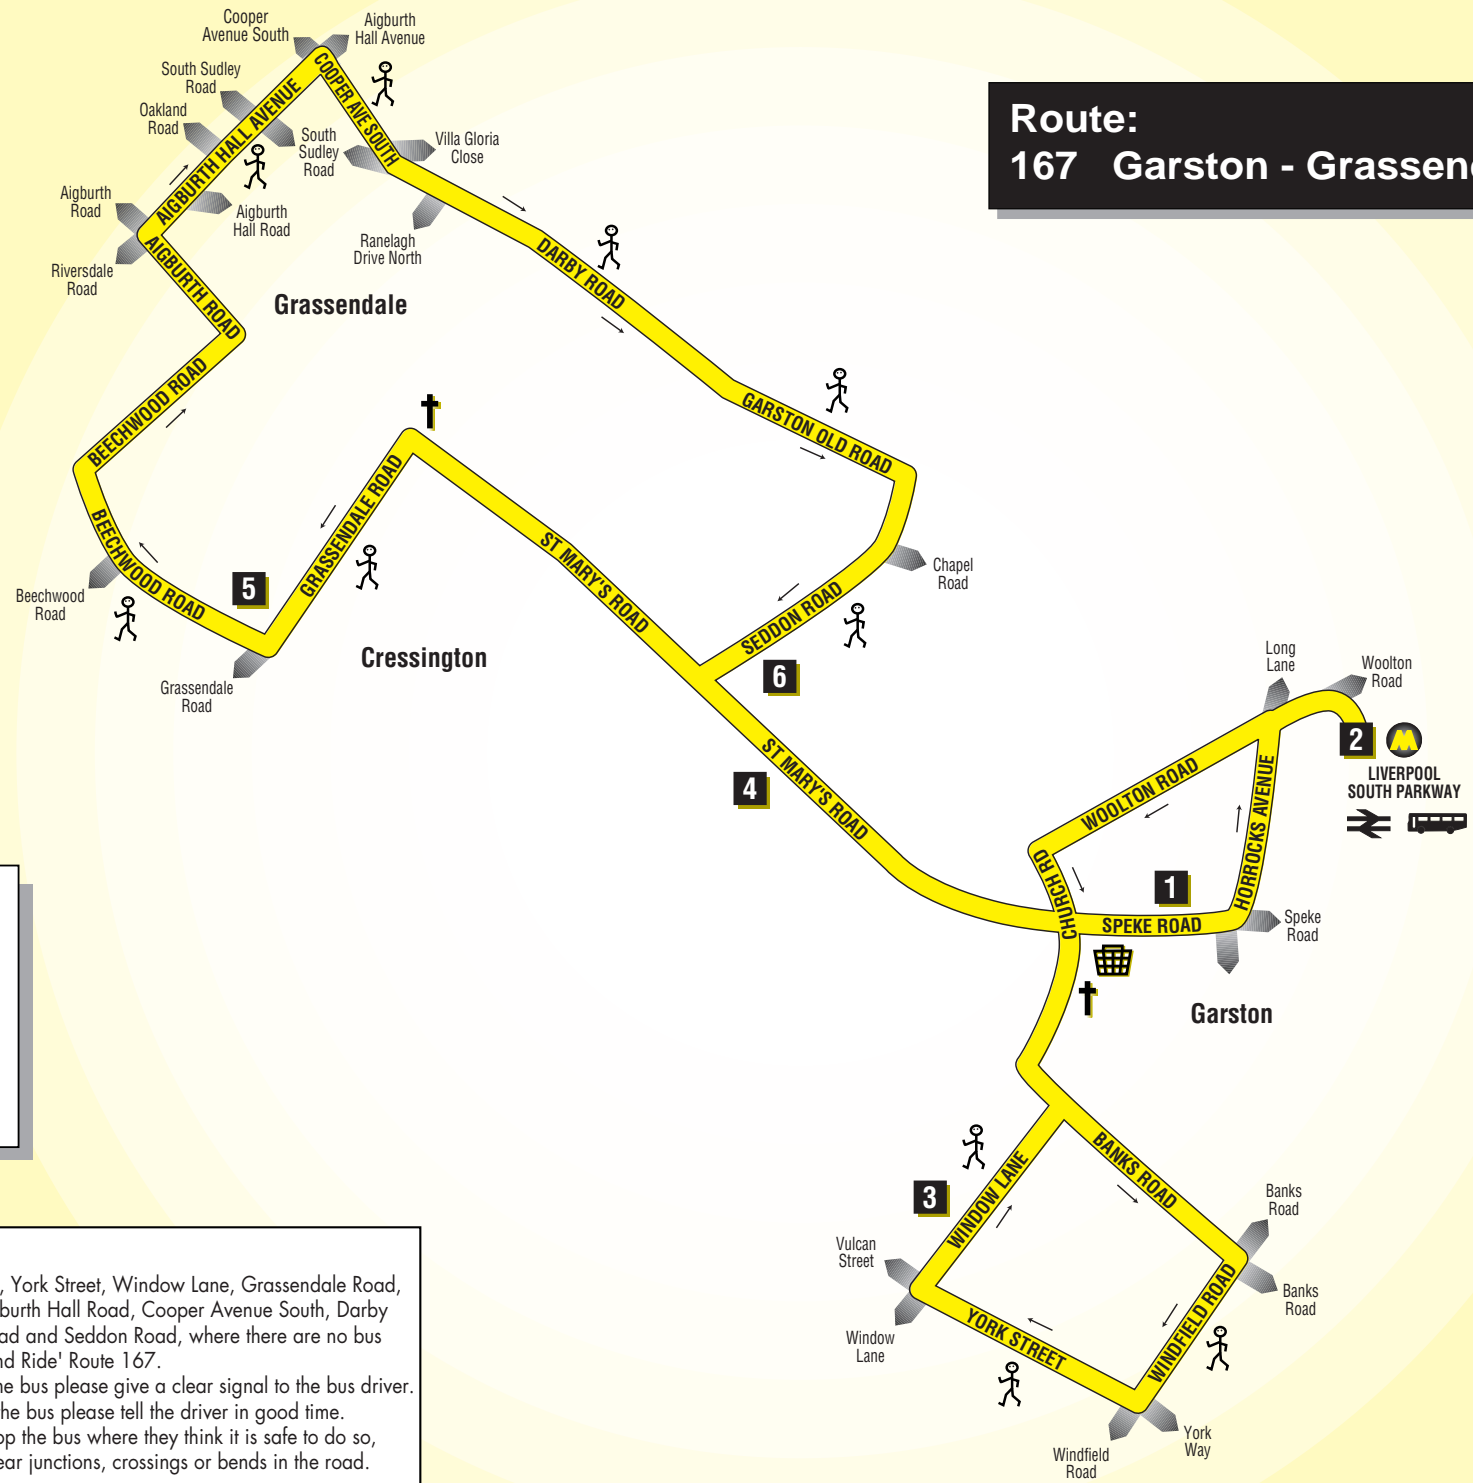 Route:
167 Garston - Grassen
Cooper
Avenue South
Aigburth
Hall Avenue
South Sudley
Road
Oakland
Road
COOPER AVE SOUTH
AIGBURTH HALL AVENUE
South
Sudley
Road
Villa Gloria
Close
Aigburth
Road
Aigburth
Hall Road
Ranelagh
Drive North
Riversdale
Road
AIGBURTH ROAD
DARBY ROAD
Grassendale
BEECHWOOD ROAD
GARSTON OLD ROAD
GRASSENDALE ROAD
BEECHWOOD ROAD
ST MARY'S ROAD
Chapel
Road
Beechwood
Road
5
SEDDON ROAD
Cressington
6
Grassendale
Road
Long
Lane
Woolton
Road
2
M
LIVERPOOL
SOUTH PARKWAY
4
ST MARY'S ROAD
WOOLTON ROAD
HORROCKS AVENUE
CHURCH RD
1
SPEKE ROAD
Speke
Road
Garston
BANKS ROAD
WINDOW LANE
3
Banks
Road
Vulcan
Street
Banks
Road
WINDFIELD ROAD
Window
Lane
YORK STREET
York
Way
Windfield
Road
, York Street, Window Lane, Grassendale Road,
burth Hall Road, Cooper Avenue South, Darby
ad and Seddon Road, where there are no bus
nd Ride' Route 167.
he bus please give a clear signal to the bus driver.
the bus please tell the driver in good time.
op the bus where they think it is safe to do so,
ear junctions, crossings or bends in the road.